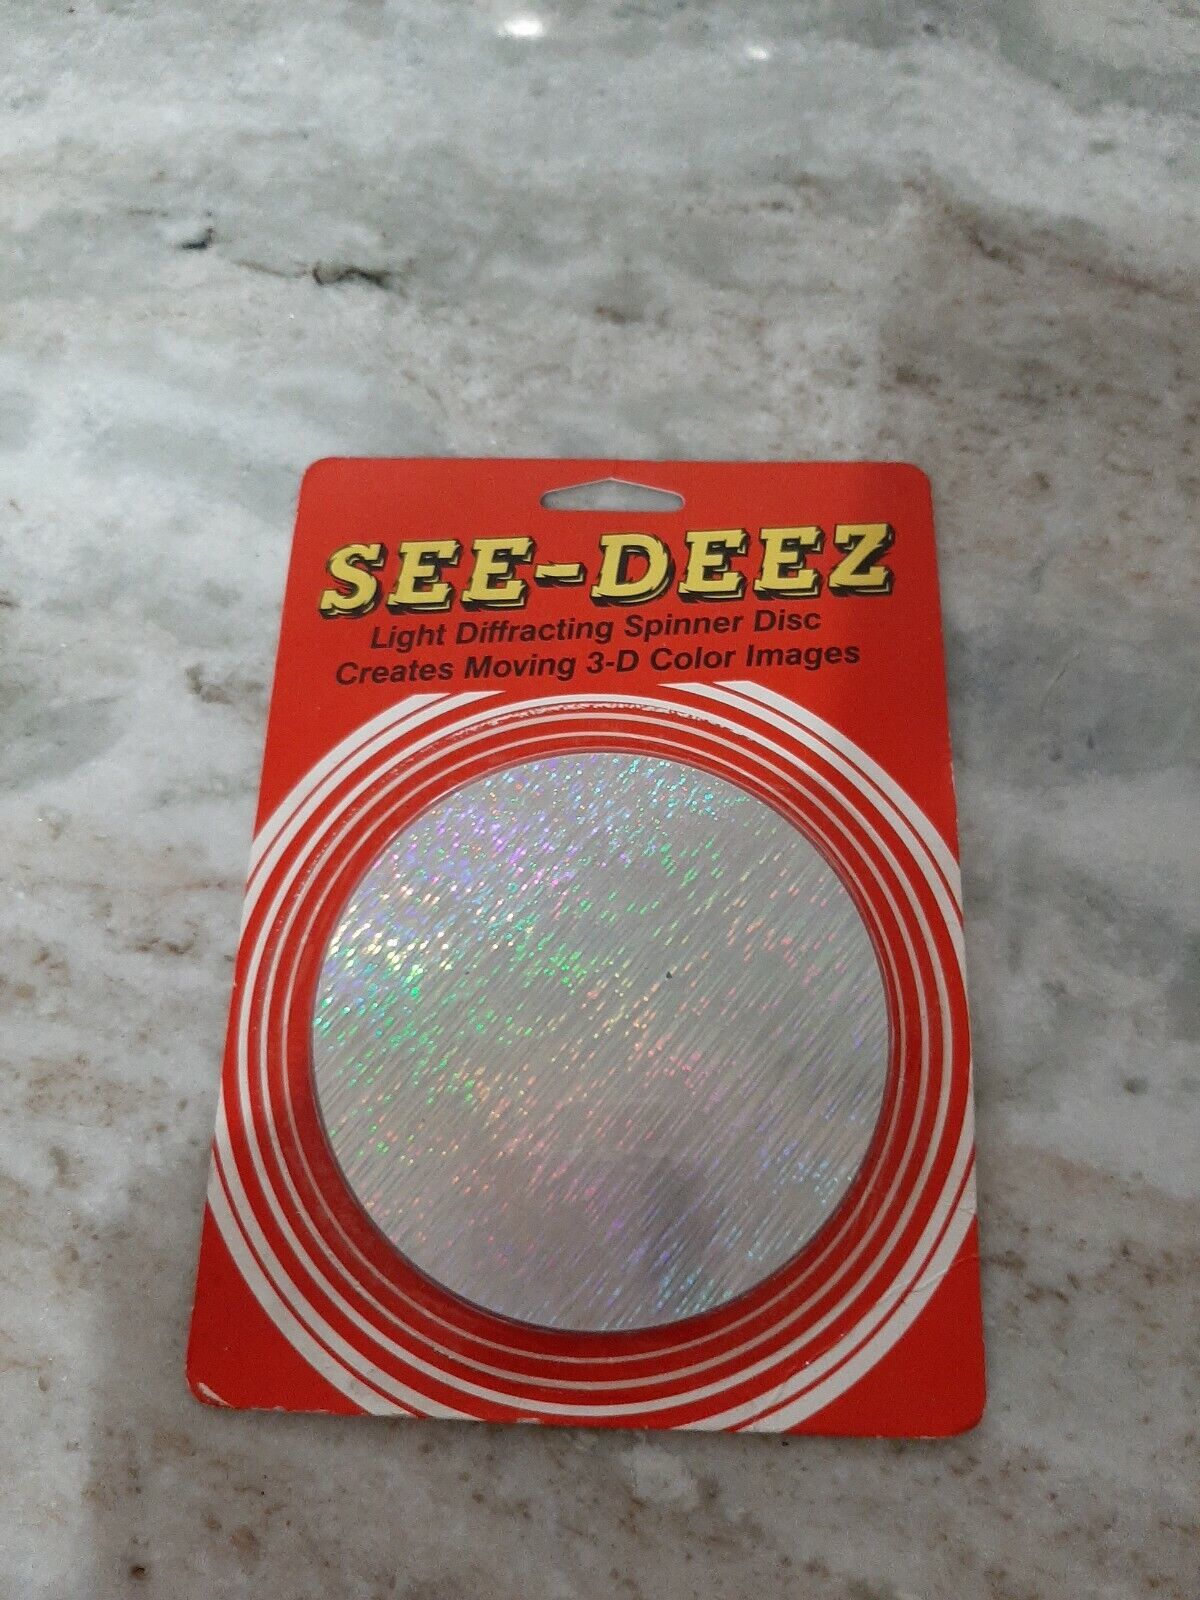 SEE-DEEZ
Light Diffracting Spinner Disc
Creates Moving 3-D Color Images